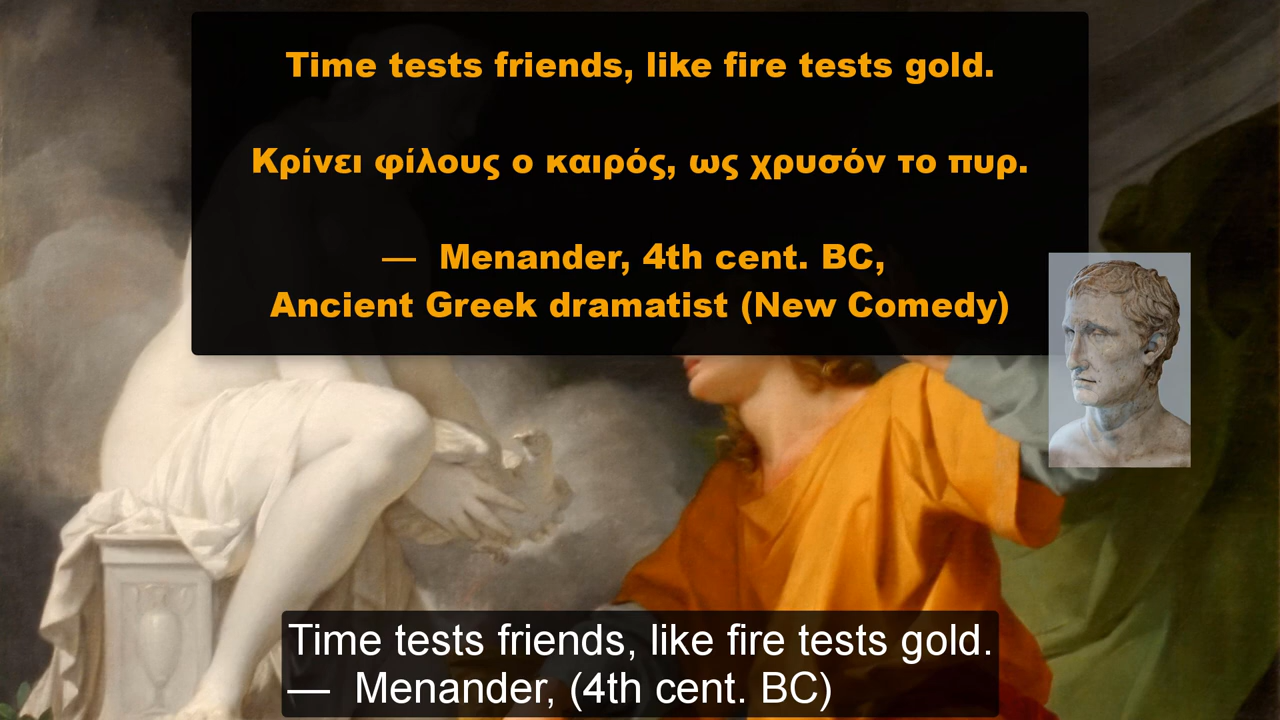 Time tests friends, like fire tests gold.
Κρίνει φίλους ο καιρός, ως χρυσόν το πυρ.
— Menander, 4th cent. BC,
Ancient Greek dramatist (New Comedy)
Time tests friends, like fire tests gold.
— Menander, (4th cent. BC)